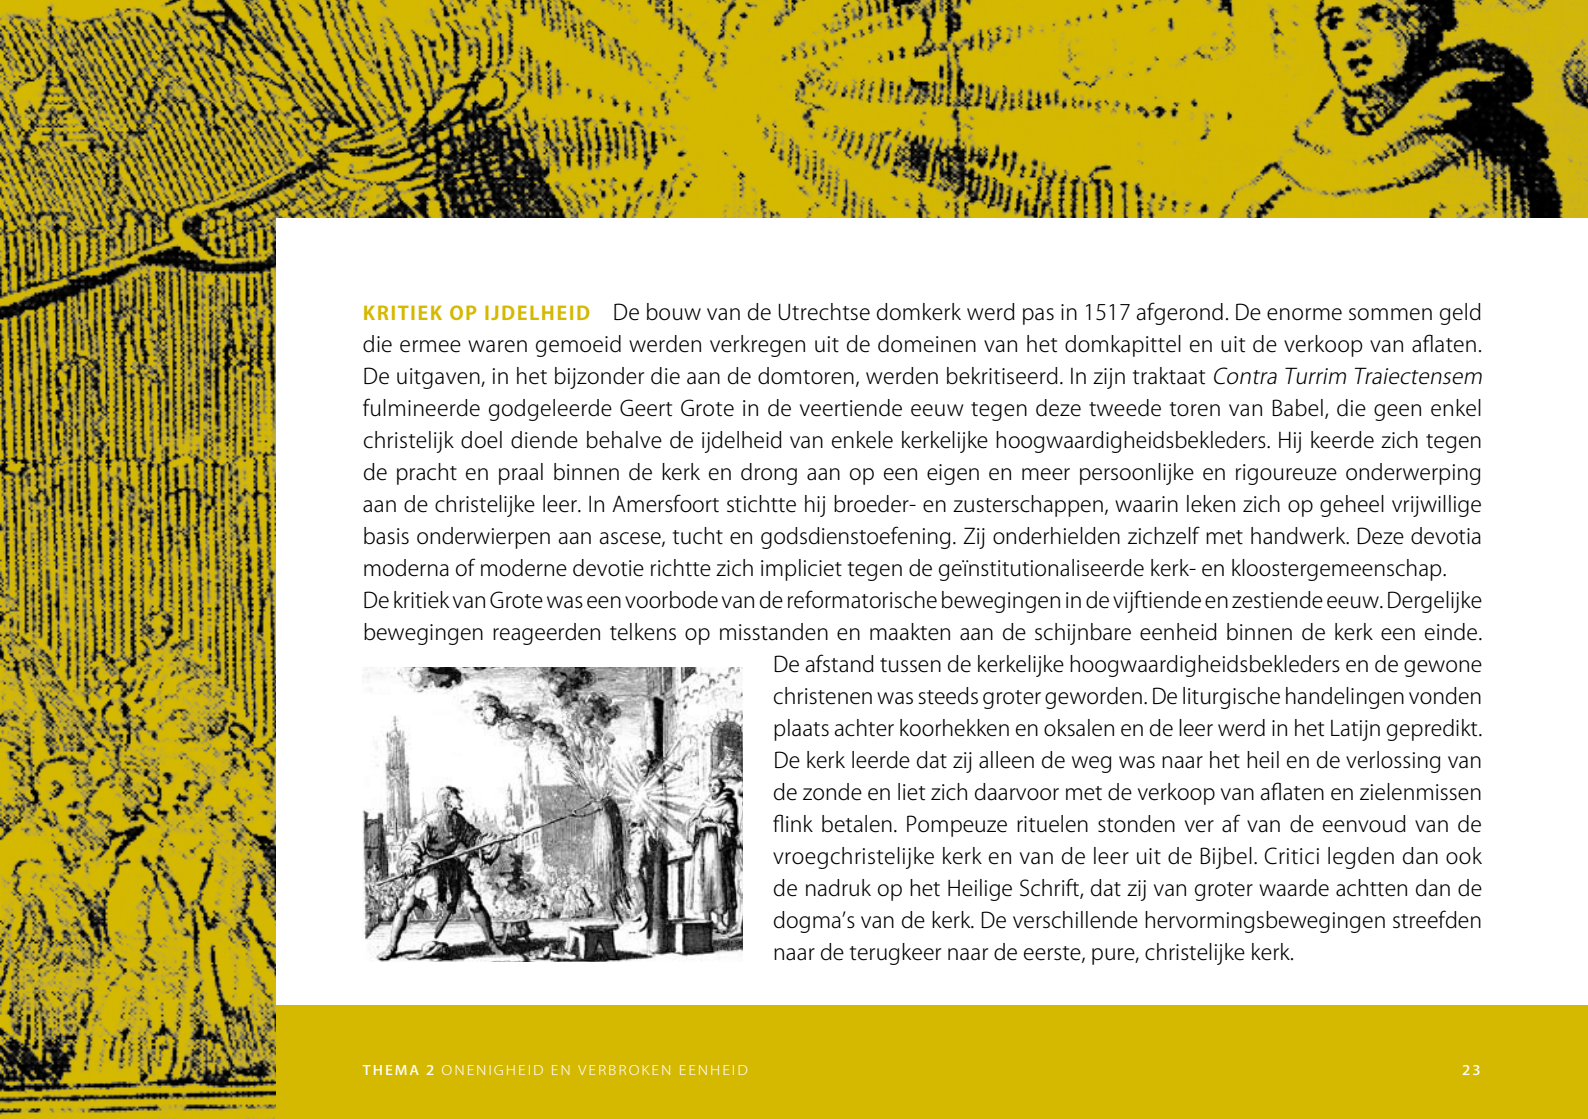 KRITIEK OP IJDELHEID De bouw van de Utrechtse domkerk werd pas in 1517 afgerond. De enorme sommen geld
die ermee waren gemoeid werden verkregen uit de domeinen van het domkapittel en uit de verkoop van aflaten.
De uitgaven, in het bijzonder die aan de domtoren, werden bekritiseerd. In zijn traktaat Contra Turrim Traiectensem
fulmineerde godgeleerde Geert Grote in de veertiende eeuw tegen deze tweede toren van Babel, die geen enkel
christelijk doel diende behalve de ijdelheid van enkele kerkelijke hoogwaardigheidsbekleders. Hij keerde zich tegen
de pracht en praal binnen de kerk en drong aan op een eigen en meer persoonlijke en rigoureuze onderwerping
aan de christelijke leer. In Amersfoort stichtte hij broeder- en zusterschappen, waarin leken zich op geheel vrijwillige
basis onderwierpen aan ascese, tucht en godsdienstoefening. Zij onderhielden zichzelf met handwerk. Deze devotia
moderna of moderne devotie richtte zich impliciet tegen de geïnstitutionaliseerde kerk- en kloostergemeenschap.
De kritiek van Grote was een voorbode van de reformatorische bewegingen in de vijftiende en zestiende eeuw. Dergelijke
bewegingen reageerden telkens op misstanden en maakten aan de schijnbare eenheid binnen de kerk een einde.
De afstand tussen de kerkelijke hoogwaardigheidsbekleders en de gewone
christenen was steeds groter geworden. De liturgische handelingen vonden
plaats achter koorhekken en oksalen en de leer werd in het Latijn gepredikt.
De kerk leerde dat zij alleen de weg was naar het heil en de verlossing van
de zonde en liet zich daarvoor met de verkoop van aflaten en zielenmissen
flink betalen. Pompeuze rituelen stonden ver af van de eenvoud van de
vroegchristelijke kerk en van de leer uit de Bijbel. Critici legden dan ook
de nadruk op het Heilige Schrift, dat zij van groter waarde achtten dan de
dogma's van de kerk. De verschillende hervormingsbewegingen streefden
naar de terugkeer naar de eerste, pure, christelijke kerk.
THEMA 2 ONENIGHEID EN VERBROKEN EENHEID
23